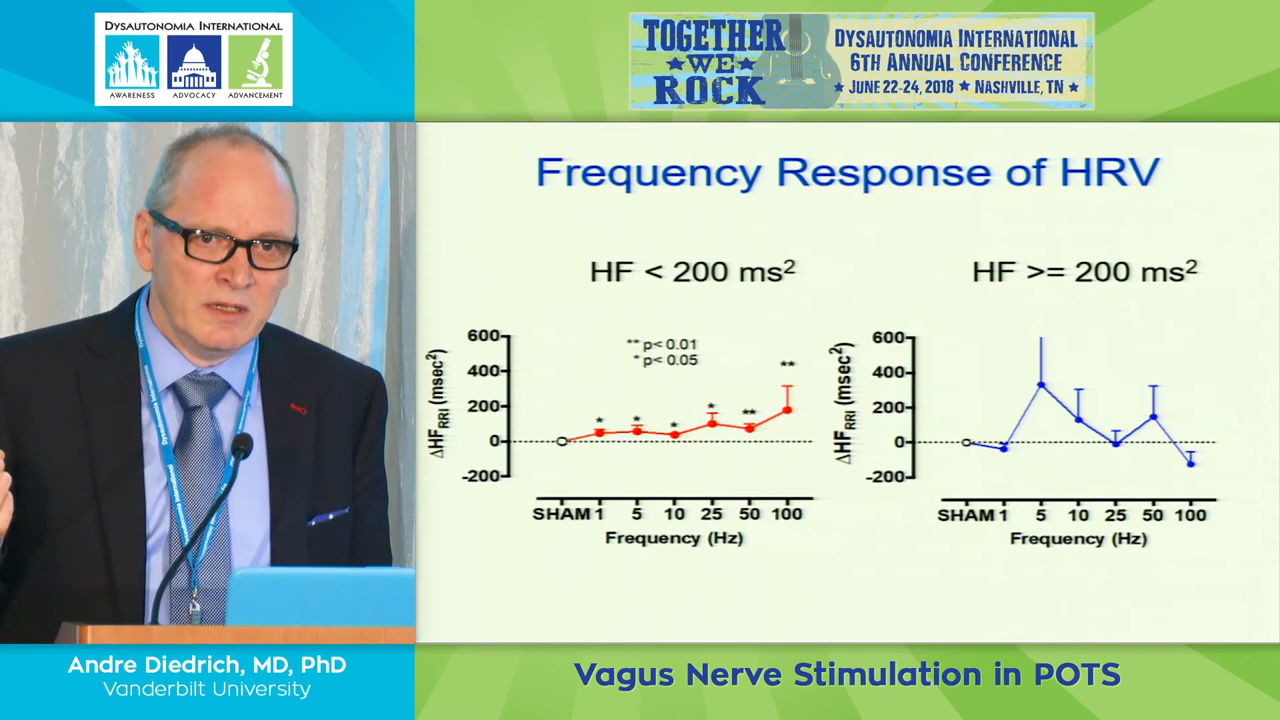 DYSAUTONOMIA INTERNATIONAL
AWARENESS ADVOCACY ADVANCEMENT
TOGETHER
WE
ROCK
DYSAUTONOMIA INTERNATIONAL
6TH ANNUAL CONFERENCE
JUNE 22-24, 2018 ★ NASHVILLE, TN
Frequency Response of HRV
HF < 200 ms²
ΔHF_RRI (msec²)
600
400
200
0
-200
** p< 0.01
* p< 0.05
* * * * ** **
SHAM 1 5 10 25 50 100
Frequency (Hz)
HF >= 200 ms²
ΔHF_RRI (msec²)
600
400
200
0
-200
SHAM 1 5 10 25 50 100
Frequency (Hz)
Andre Diedrich, MD, PhD
Vanderbilt University
Vagus Nerve Stimulation in POTS